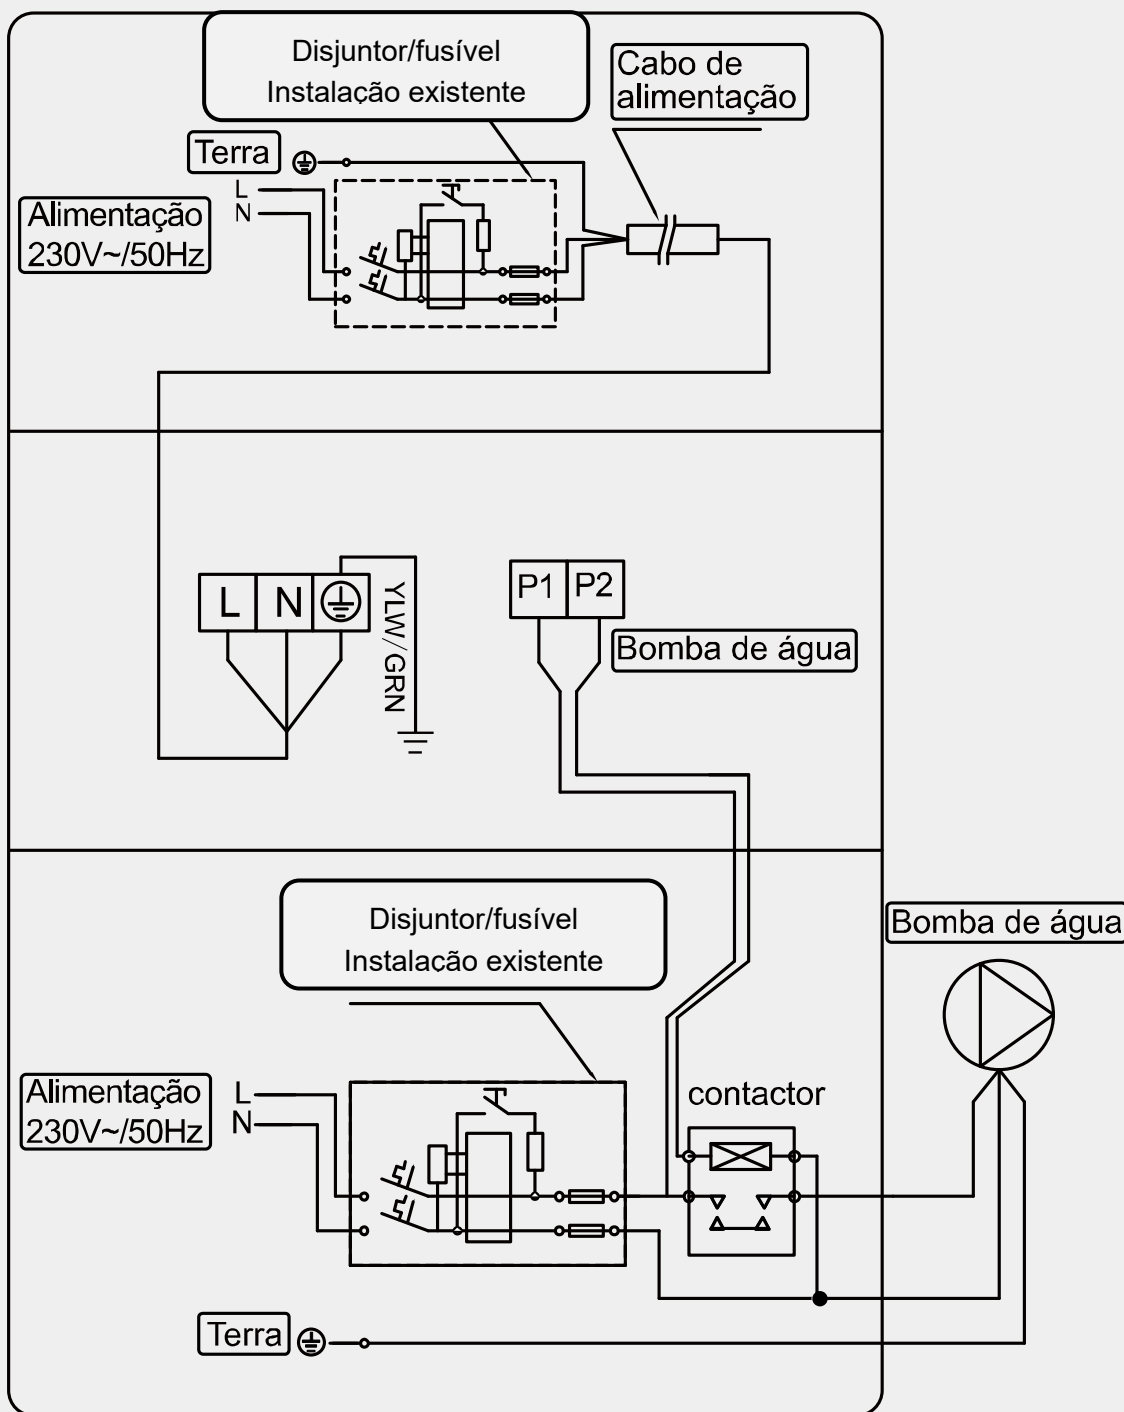 Disjuntor/fusível
Instalação existente
Cabo de
alimentação
Terra
L
N
Alimentação
230V~/50Hz
L N
YLW/GRN
P1 P2
Bomba de água
Disjuntor/fusível
Instalação existente
Bomba de água
Alimentação
230V~/50Hz
L
N
contactor
Terra